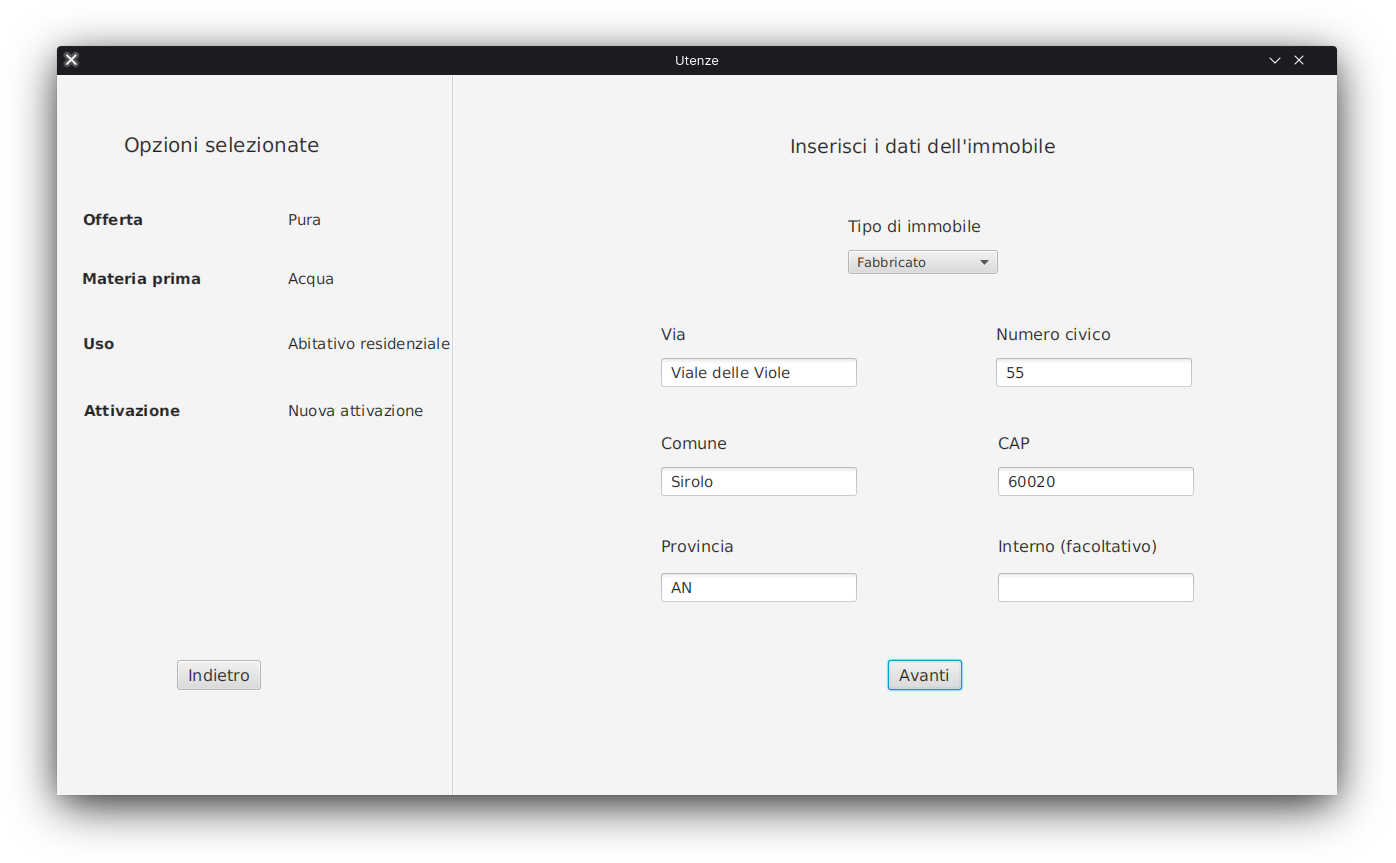 Utenze
Opzioni selezionate
Offerta Pura
Materia prima Acqua
Uso Abitativo residenziale
Attivazione Nuova attivazione
Indietro
Inserisci i dati dell'immobile
Tipo di immobile
Fabbricato
Via Numero civico
Viale delle Viole 55
Comune CAP
Sirolo 60020
Provincia Interno (facoltativo)
AN
Avanti